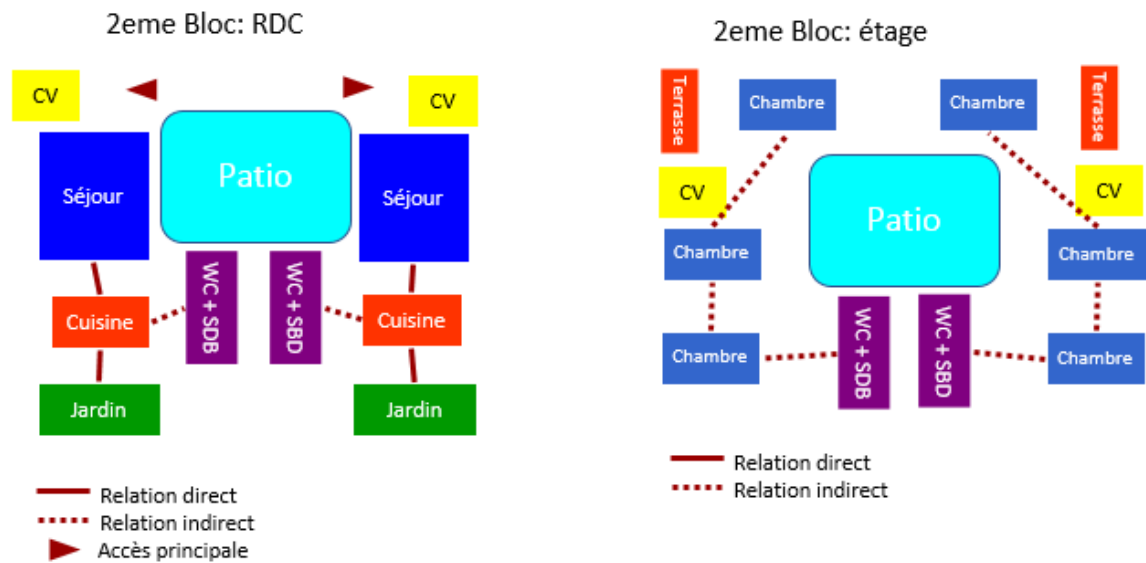 2eme Bloc: RDC
CV
CV
Patio
Séjour
Séjour
WC + SDB
WC + SBD
Cuisine
Cuisine
Jardin
Jardin
Relation direct
Relation indirect
Accès principale
2eme Bloc: étage
Terrasse
Chambre
Chambre
Terrasse
CV
CV
Patio
Chambre
Chambre
WC + SDB
WC + SBD
Chambre
Chambre
Relation direct
Relation indirect